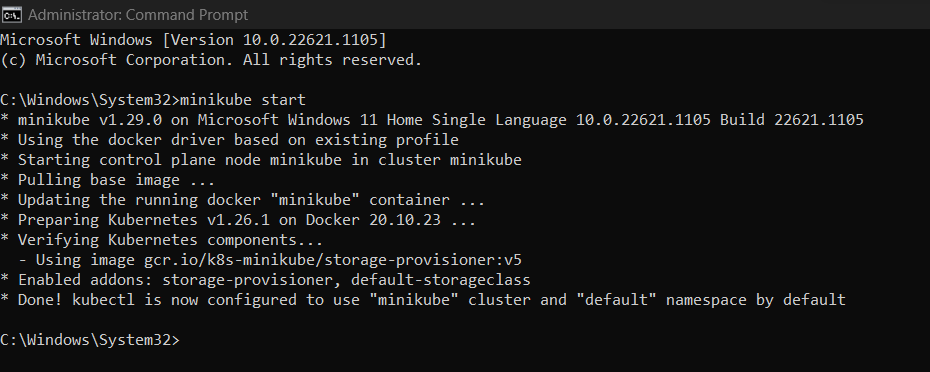 Administrator: Command Prompt
Microsoft Windows [Version 10.0.22621.1105]
(c) Microsoft Corporation. All rights reserved.
C:\Windows\System32>minikube start
* minikube v1.29.0 on Microsoft Windows 11 Home Single Language 10.0.22621.1105 Build 22621.1105
* Using the docker driver based on existing profile
* Starting control plane node minikube in cluster minikube
* Pulling base image ...
* Updating the running docker "minikube" container ...
* Preparing Kubernetes v1.26.1 on Docker 20.10.23 ...
* Verifying Kubernetes components...
  - Using image gcr.io/k8s-minikube/storage-provisioner:v5
* Enabled addons: storage-provisioner, default-storageclass
* Done! kubectl is now configured to use "minikube" cluster and "default" namespace by default
C:\Windows\System32>